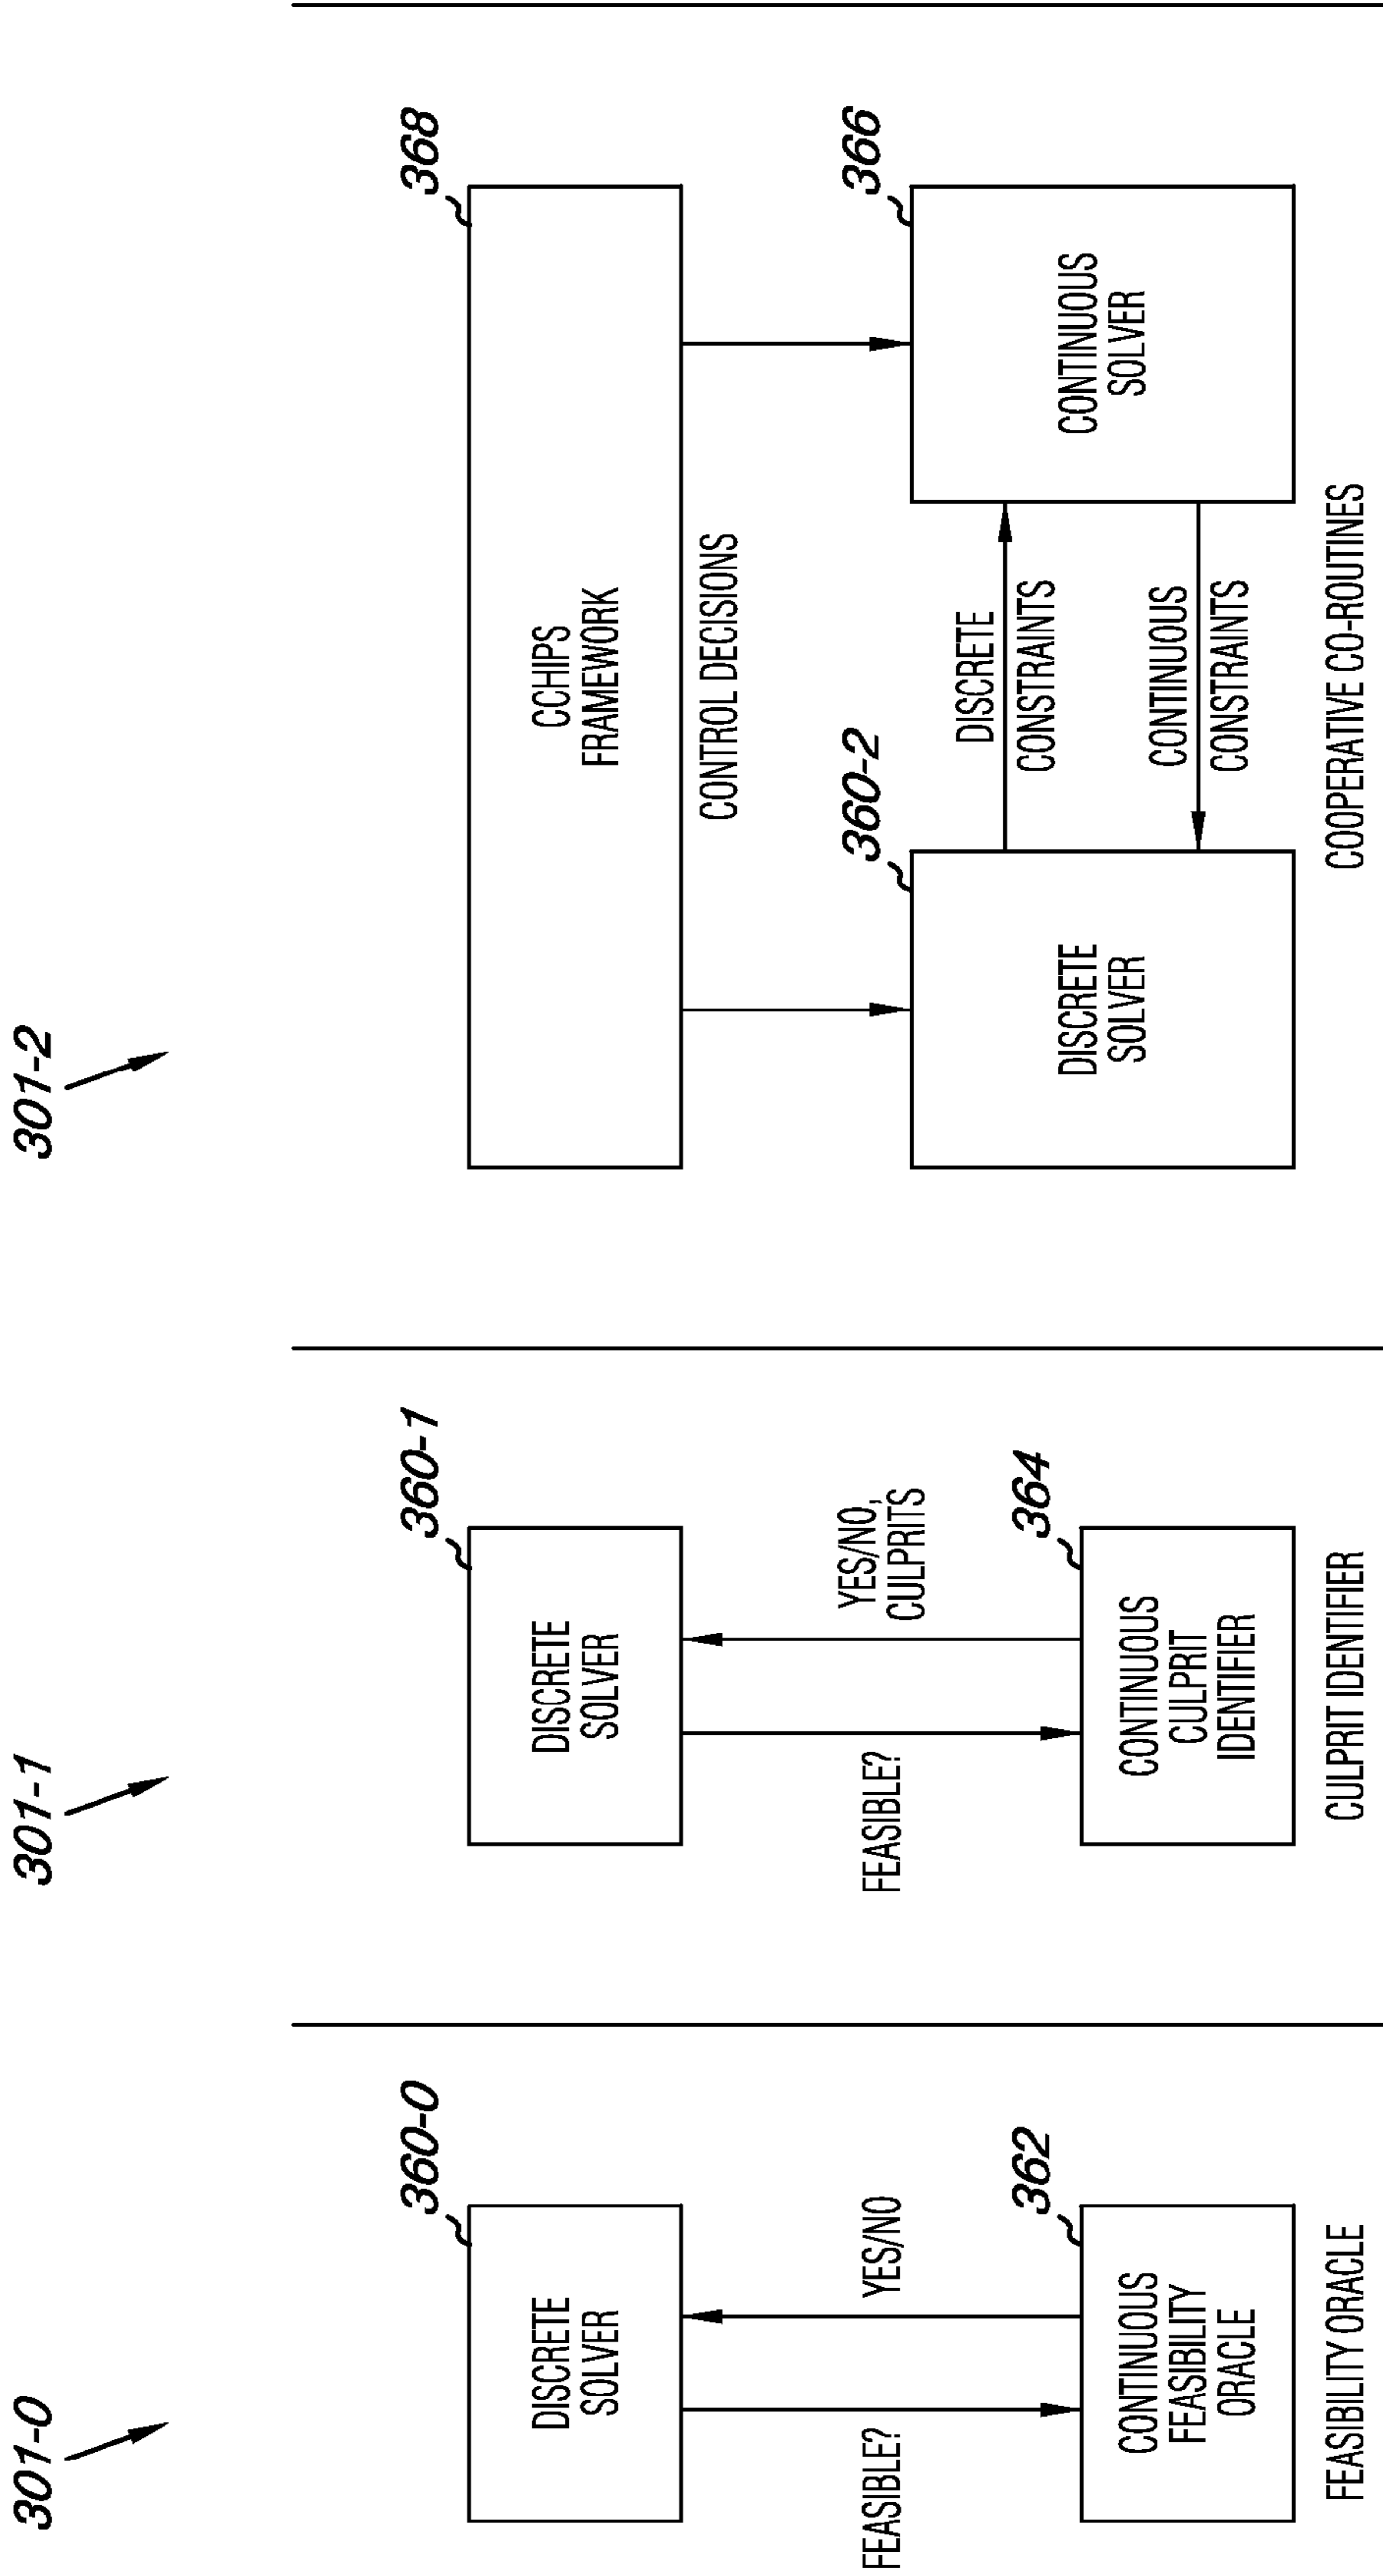 301-0
360-0
DISCRETE
SOLVER
FEASIBLE?
YES/NO
362
CONTINUOUS
FEASIBILITY
ORACLE
FEASIBILITY ORACLE
301-1
360-1
DISCRETE
SOLVER
FEASIBLE?
YES/NO,
CULPRITS
364
CONTINUOUS
CULPRIT
IDENTIFIER
CULPRIT IDENTIFIER
301-2
368
CCHIPS
FRAMEWORK
CONTROL DECISIONS
360-2
DISCRETE
SOLVER
DISCRETE
CONSTRAINTS
CONTINUOUS
CONSTRAINTS
366
CONTINUOUS
SOLVER
COOPERATIVE CO-ROUTINES